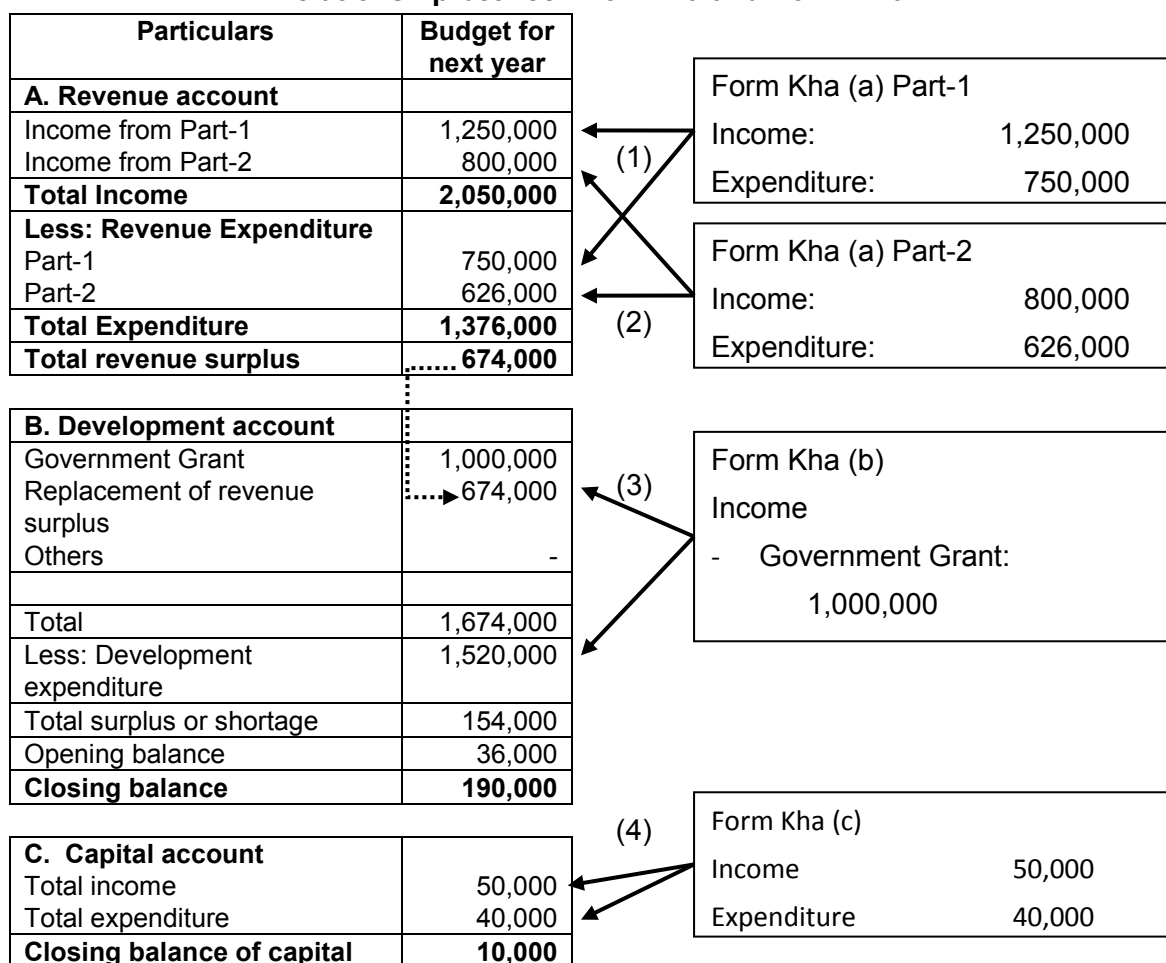 Particulars Budget for
next year
A. Revenue account
Income from Part-1 1,250,000
Income from Part-2 800,000
Total Income 2,050,000
Less: Revenue Expenditure
Part-1 750,000
Part-2 626,000
Total Expenditure 1,376,000
Total revenue surplus 674,000
B. Development account
Government Grant 1,000,000
Replacement of revenue 674,000
surplus
Others -
Total 1,674,000
Less: Development 1,520,000
expenditure
Total surplus or shortage 154,000
Opening balance 36,000
Closing balance 190,000
C. Capital account
Total income 50,000
Total expenditure 40,000
Closing balance of capital 10,000
(1)
(2)
(3)
(4)
Form Kha (a) Part-1
Income: 1,250,000
Expenditure: 750,000
Form Kha (a) Part-2
Income: 800,000
Expenditure: 626,000
Form Kha (b)
Income
- Government Grant:
1,000,000
Form Kha (c)
Income 50,000
Expenditure 40,000